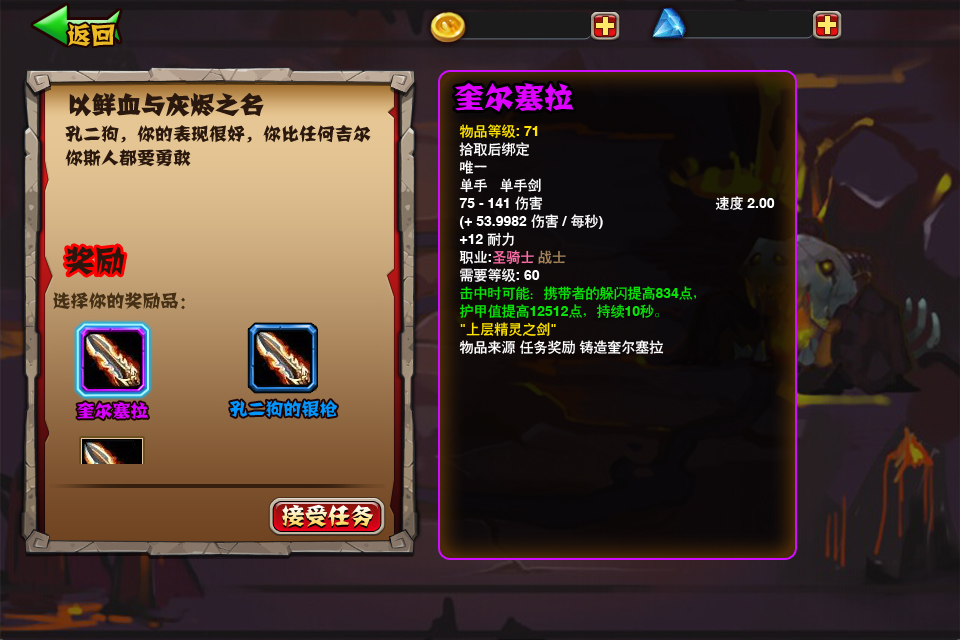 返回
以鲜血与灰烬之名
孔二狗，你的表现很好，你比任何吉尔
你斯人都要勇敢
奖励
选择你的奖励品：
奎尔塞拉
孔二狗的银枪
接受任务
奎尔塞拉
物品等级: 71
拾取后绑定
唯一
单手 单手剑
75 - 141 伤害 速度 2.00
(+ 53.9982 伤害 / 每秒)
+12 耐力
职业:圣骑士 战士
需要等级: 60
击中时可能：携带者的躲闪提高834点，
护甲值提高12512点，持续10秒。
"上层精灵之剑"
物品来源 任务奖励 铸造奎尔塞拉